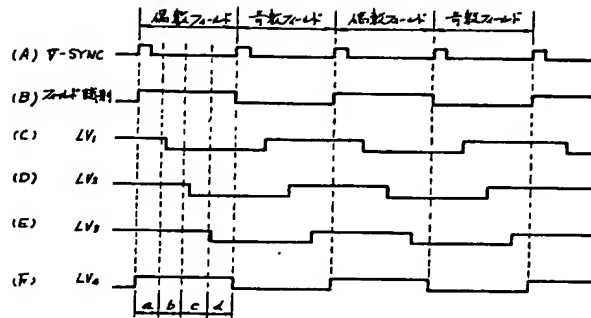 偶数フィールド 奇数フィールド 偶数フィールド 奇数フィールド
(A) V-SYNC
(B) フィールド識別
(C) LV₁
(D) LV₂
(E) LV₃
(F) LV₄
a b c d